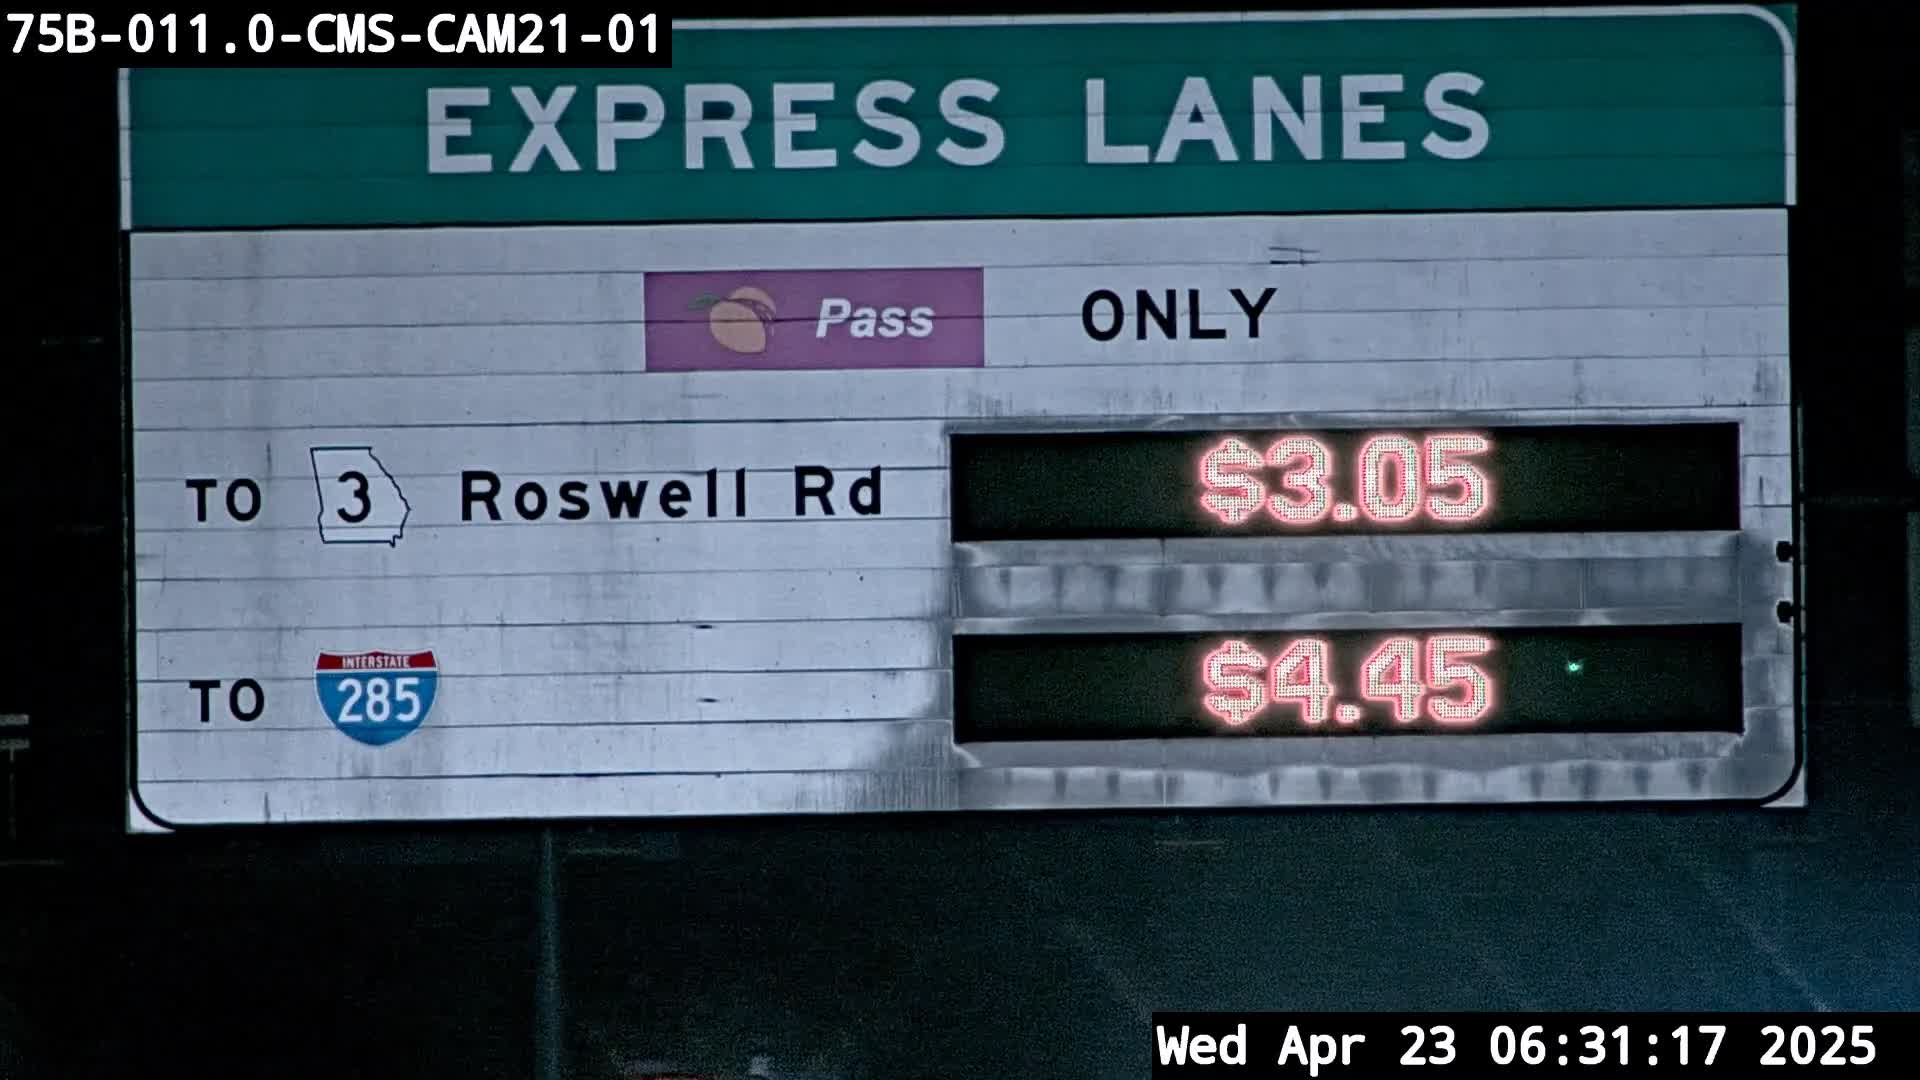 75B-011.0-CMS-CAM21-01
EXPRESS LANES
Pass ONLY
TO 3 Roswell Rd $3.05
TO INTERSTATE 285 $4.45
Wed Apr 23 06:31:17 2025